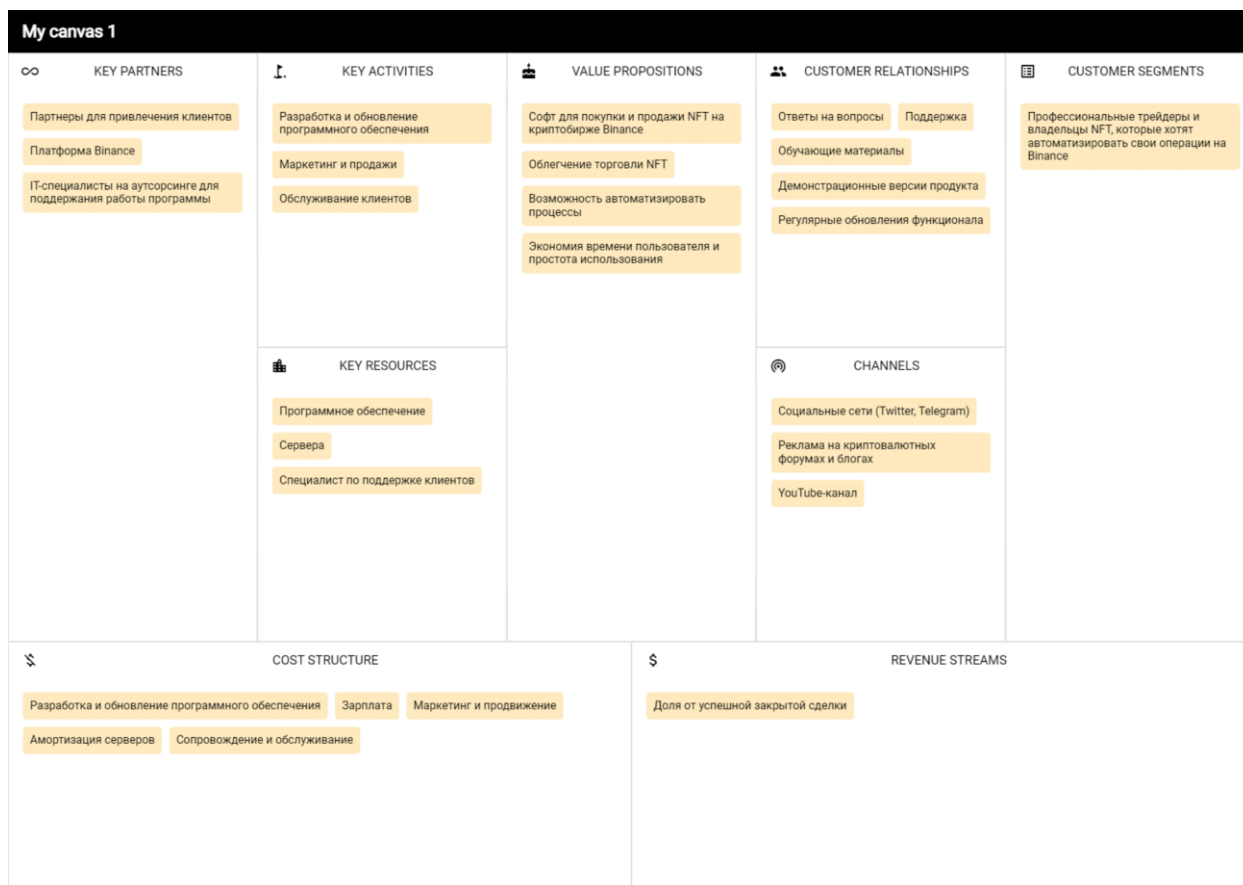 My canvas 1
KEY PARTNERS
Партнеры для привлечения клиентов
Платформа Binance
IT-специалисты на аутсорсинге для
поддержания работы программы
KEY ACTIVITIES
Разработка и обновление
программного обеспечения
Маркетинг и продажи
Обслуживание клиентов
KEY RESOURCES
Программное обеспечение
Сервера
Специалист по поддержке клиентов
VALUE PROPOSITIONS
Софт для покупки и продажи NFT на
криптобирже Binance
Облегчение торговли NFT
Возможность автоматизировать
процессы
Экономия времени пользователя и
простота использования
CUSTOMER RELATIONSHIPS
Ответы на вопросы
Поддержка
Обучающие материалы
Демонстрационные версии продукта
Регулярные обновления функционала
CHANNELS
Социальные сети (Twitter, Telegram)
Реклама на криптовалютных
форумах и блогах
YouTube-канал
CUSTOMER SEGMENTS
Профессиональные трейдеры и
владельцы NFT, которые хотят
автоматизировать свои операции на
Binance
COST STRUCTURE
Разработка и обновление программного обеспечения
Зарплата
Маркетинг и продвижение
Амортизация серверов
Сопровождение и обслуживание
REVENUE STREAMS
Доля от успешной закрытой сделки